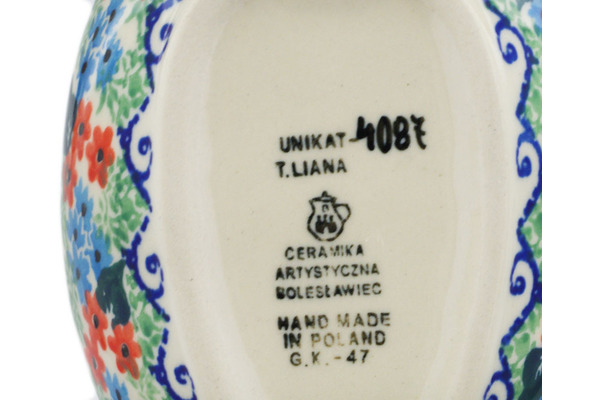 UNIKAT-4087
T.LIANA
CERAMIKA
ARTYSTYCZNA
BOLESŁAWIEC
HAND MADE
IN POLAND
G.K.-47